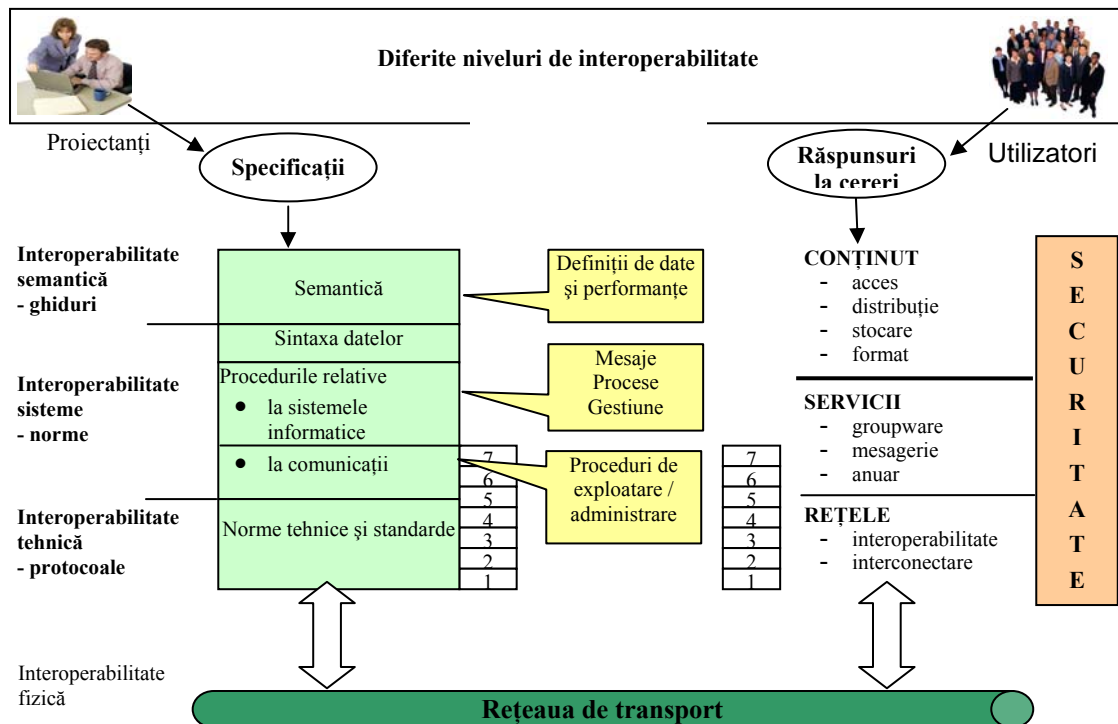 Diferite niveluri de interoperabilitate
Proiectanți
Specificații
Răspunsuri
la cereri
Utilizatori
Interoperabilitate
semantică
- ghiduri
Interoperabilitate
sisteme
- norme
Interoperabilitate
tehnică
- protocoale
Interoperabilitate
fizică
Semantică
Sintaxa datelor
Procedurile relative
● la sistemele
informatice
● la comunicații
Norme tehnice şi standarde
7
6
5
4
3
2
1
Definiții de date
şi performanțe
Mesaje
Procese
Gestiune
Proceduri de
exploatare /
administrare
7
6
5
4
3
2
1
CONȚINUT
- acces
- distribuție
- stocare
- format
SERVICII
- groupware
- mesagerie
- anuar
REȚELE
- interoperabilitate
- interconectare
S
E
C
U
R
I
T
A
T
E
Rețeaua de transport